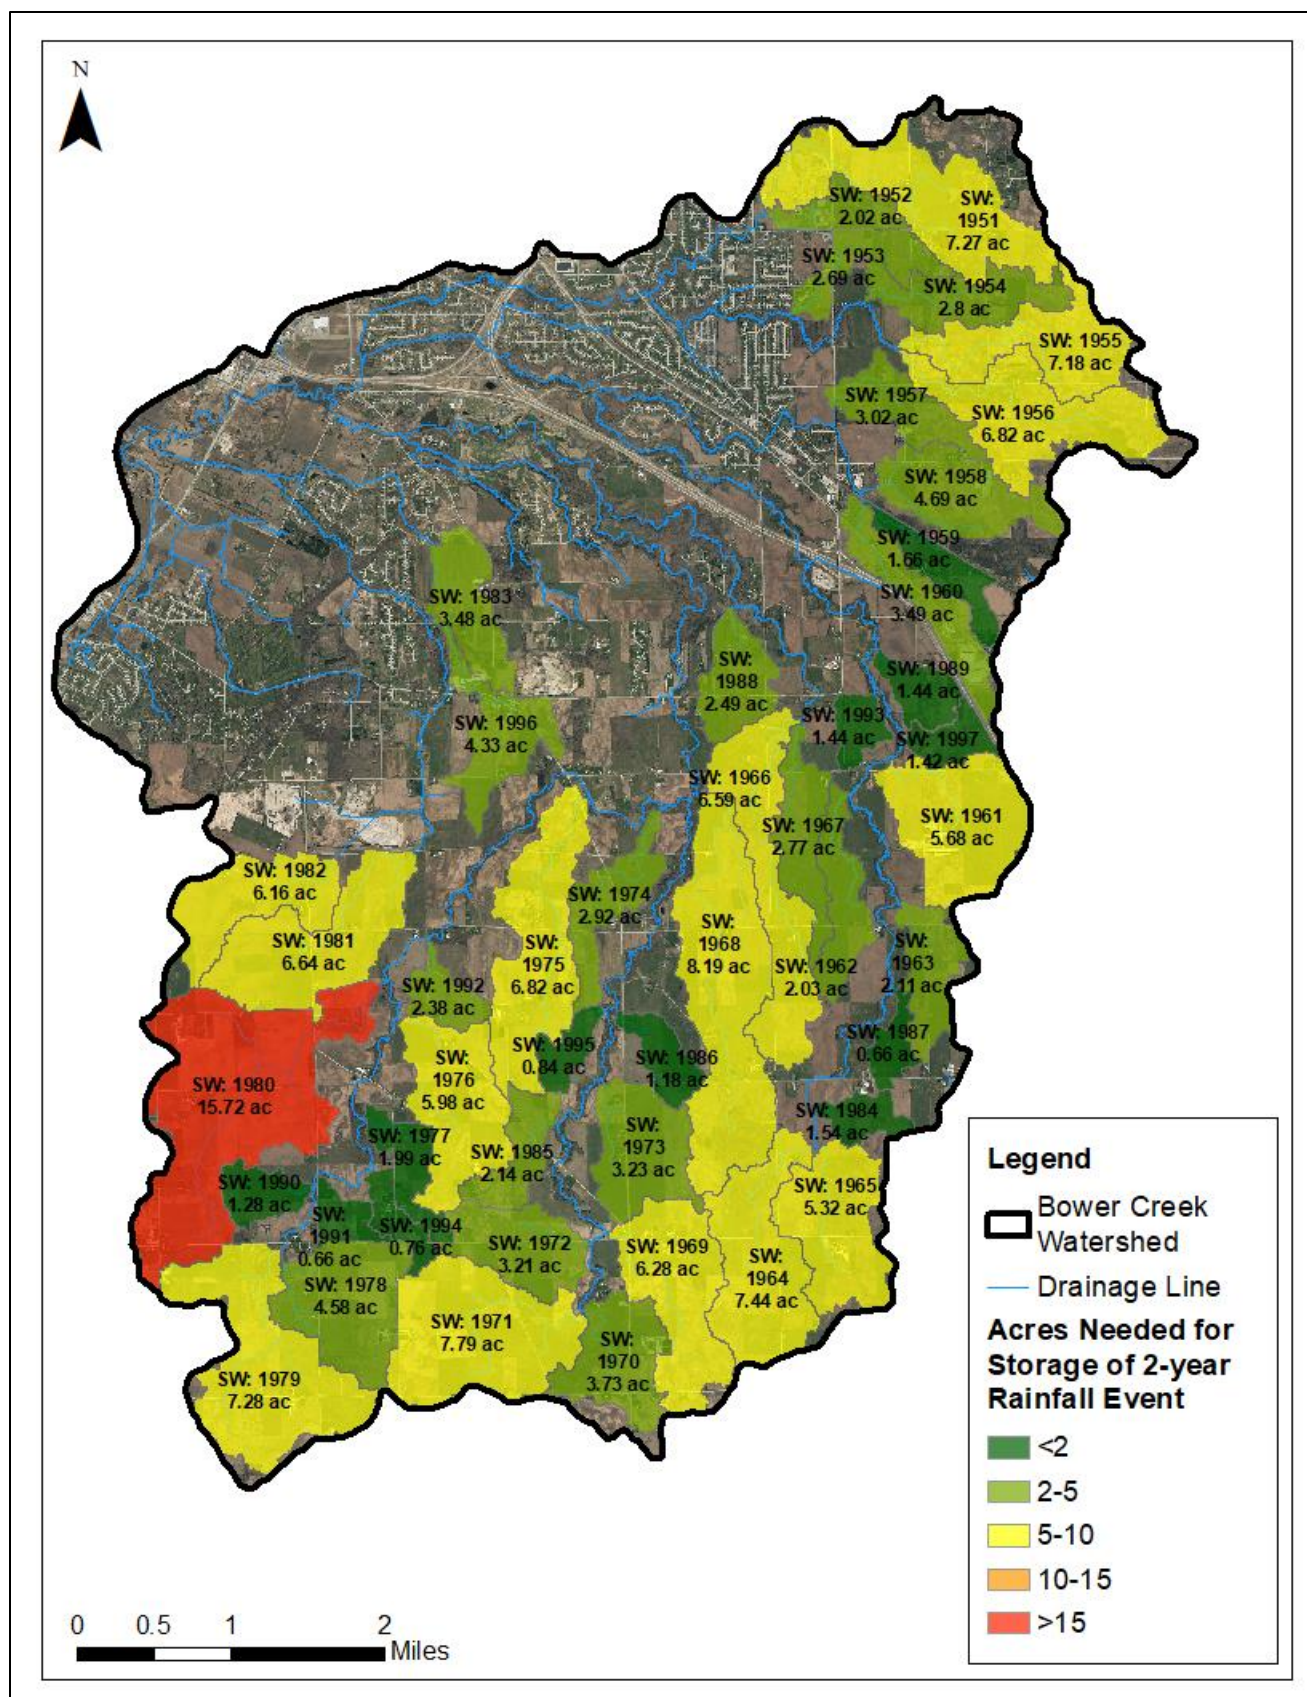 N
SW: 1952
2.02 ac
SW:
1951
7.27 ac
SW: 1953
2.69 ac
SW: 1954
2.8 ac
SW: 1955
7.18 ac
SW: 1957
3.02 ac
SW: 1956
6.82 ac
SW: 1958
4.69 ac
SW: 1959
1.66 ac
SW: 1960
3.49 ac
SW: 1983
3.48 ac
SW:
1988
2.49 ac
SW: 1989
1.44 ac
SW: 1996
4.33 ac
SW: 1993
1.44 ac
SW: 1997
1.42 ac
SW: 1966
6.59 ac
SW: 1967
2.77 ac
SW: 1961
5.68 ac
SW: 1982
6.16 ac
SW: 1974
2.92 ac
SW: 1981
6.64 ac
SW:
1975
6.82 ac
SW:
1968
8.19 ac
SW: 1962
2.03 ac
SW:
1963
2.11 ac
SW: 1992
2.38 ac
SW: 1995
0.84 ac
SW: 1986
1.18 ac
SW: 1987
0.66 ac
SW: 1980
15.72 ac
SW:
1976
5.98 ac
SW: 1984
1.54 ac
SW: 1977
1.99 ac
SW: 1985
2.14 ac
SW:
1973
3.23 ac
SW: 1990
1.28 ac
SW: 1965
5.32 ac
SW:
1991
0.66 ac
SW: 1994
0.76 ac
SW: 1972
3.21 ac
SW: 1969
6.28 ac
SW:
1964
7.44 ac
SW: 1978
4.58 ac
SW: 1971
7.79 ac
SW:
1970
3.73 ac
SW: 1979
7.28 ac
Legend
Bower Creek
Watershed
Drainage Line
Acres Needed for
Storage of 2-year
Rainfall Event
<2
2-5
5-10
10-15
>15
0 0.5 1 2
Miles